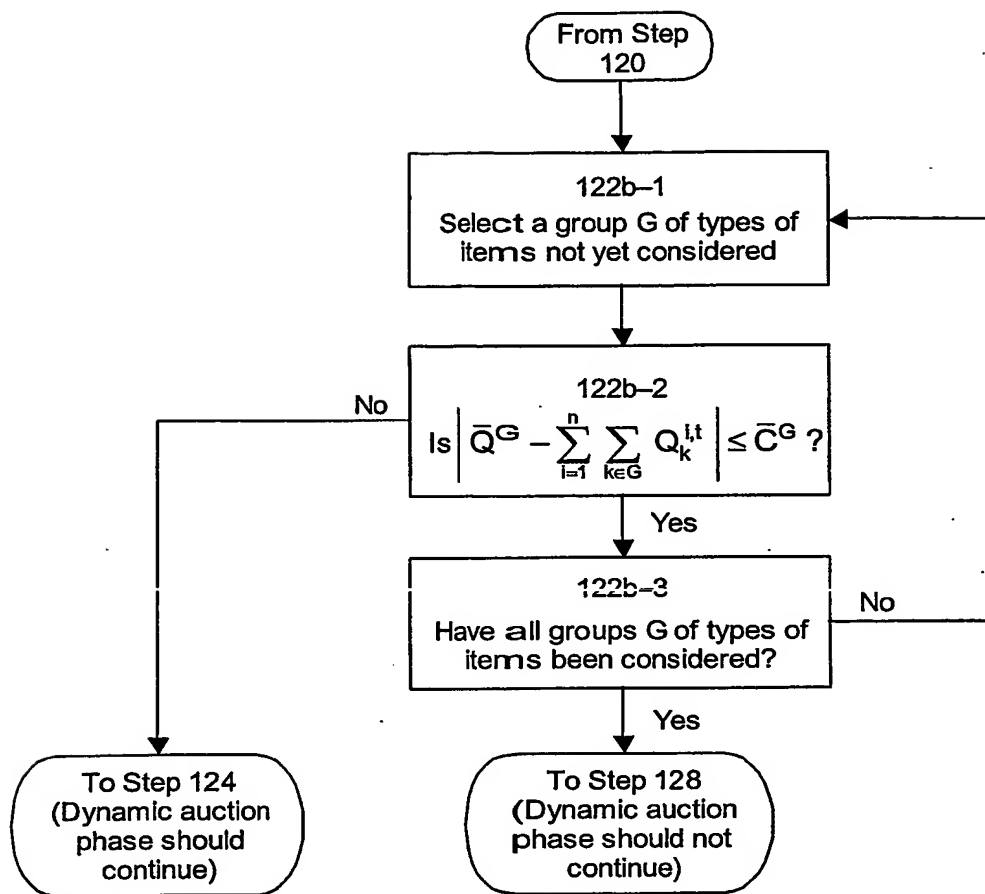 From Step
120
122b–1
Select a group G of types of
items not yet considered
122b–2
No
Is | Q̅^G − ∑_{i=1}^{n} ∑_{k∈G} Q_k^{i,t} | ≤ C̅^G ?
Yes
122b–3
No
Have all groups G of types of
items been considered?
Yes
To Step 124
(Dynamic auction
phase should
continue)
To Step 128
(Dynamic auction
phase should not
continue)